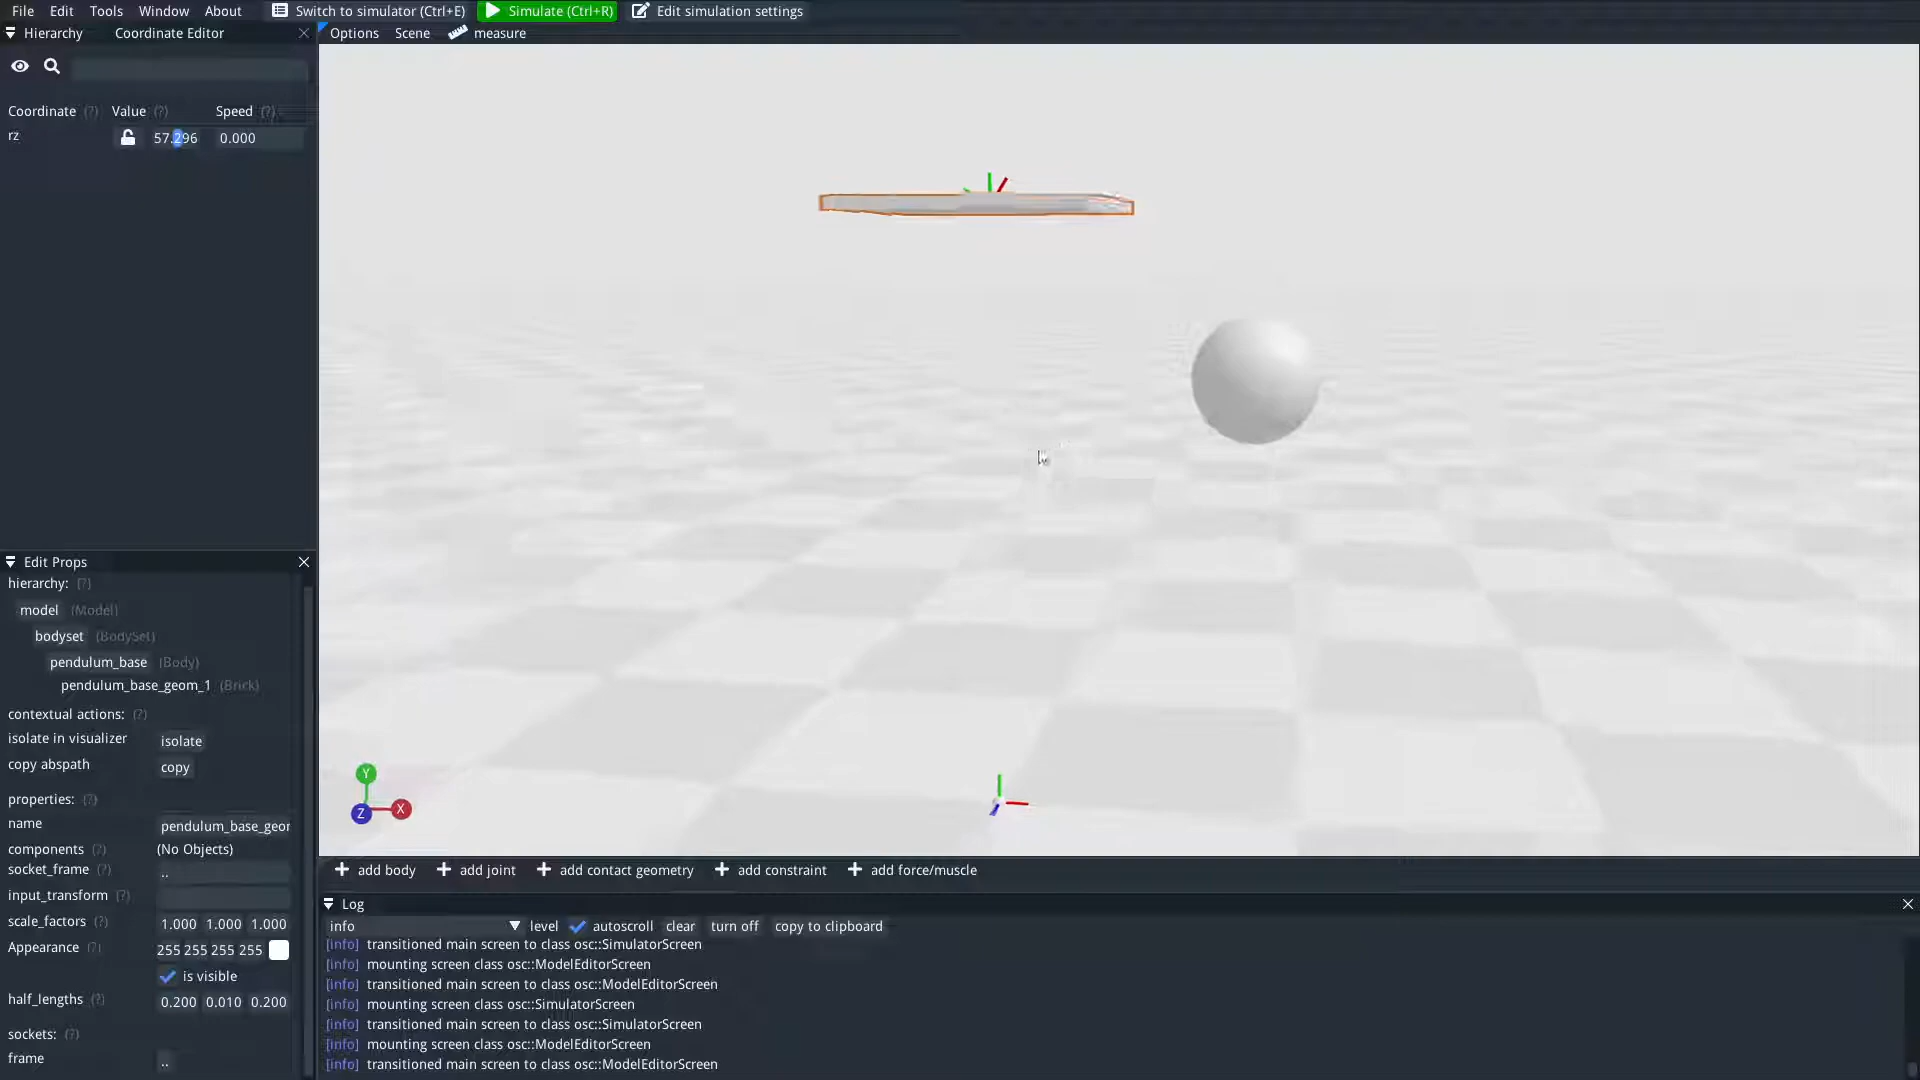 File Edit Tools Window About Switch to simulator (Ctrl+E) Simulate (Ctrl+R) Edit simulation settings
Hierarchy Coordinate Editor
Options Scene measure
Coordinate (?) Value (?) Speed (?)
rz 57.296 0.000
Edit Props
hierarchy: (?)
model (Model)
bodyset (BodySet)
pendulum_base (Body)
pendulum_base_geom_1 (Brick)
contextual actions: (?)
isolate in visualizer isolate
copy abspath copy
properties: (?)
name pendulum_base_geor
components (?) (No Objects)
socket_frame (?) ..
input_transform (?)
scale_factors (?) 1.000 1.000 1.000
Appearance (?) 255 255 255 255
is visible
half_lengths (?) 0.200 0.010 0.200
sockets: (?)
frame ..
Y
Z X
add body add joint add contact geometry add constraint add force/muscle
Log
info level autoscroll clear turn off copy to clipboard
[info] transitioned main screen to class osc::SimulatorScreen
[info] mounting screen class osc::ModelEditorScreen
[info] transitioned main screen to class osc::ModelEditorScreen
[info] mounting screen class osc::SimulatorScreen
[info] transitioned main screen to class osc::SimulatorScreen
[info] mounting screen class osc::ModelEditorScreen
[info] transitioned main screen to class osc::ModelEditorScreen